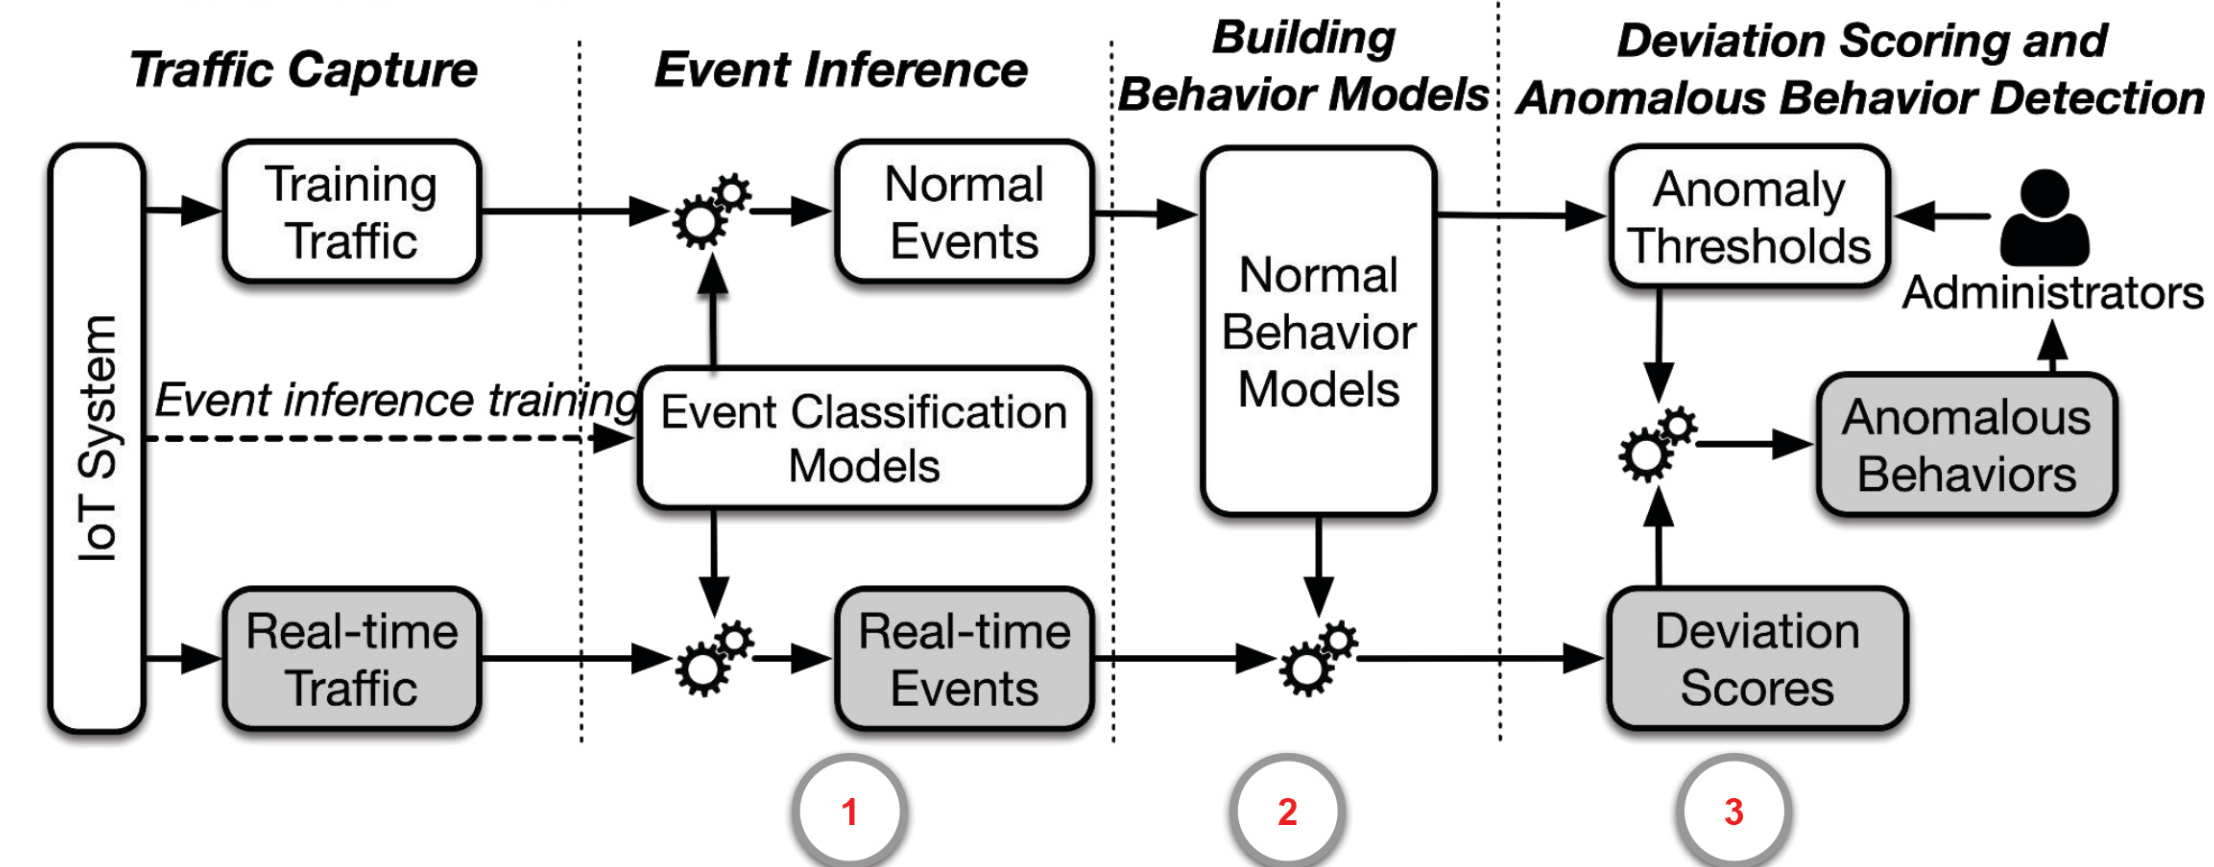 Traffic Capture
Event Inference
Building
Behavior Models
Deviation Scoring and
Anomalous Behavior Detection
IoT System
Training
Traffic
Normal
Events
Normal
Behavior
Models
Anomaly
Thresholds
Administrators
Event inference training
Event Classification
Models
Anomalous
Behaviors
Real-time
Traffic
Real-time
Events
Deviation
Scores
1
2
3